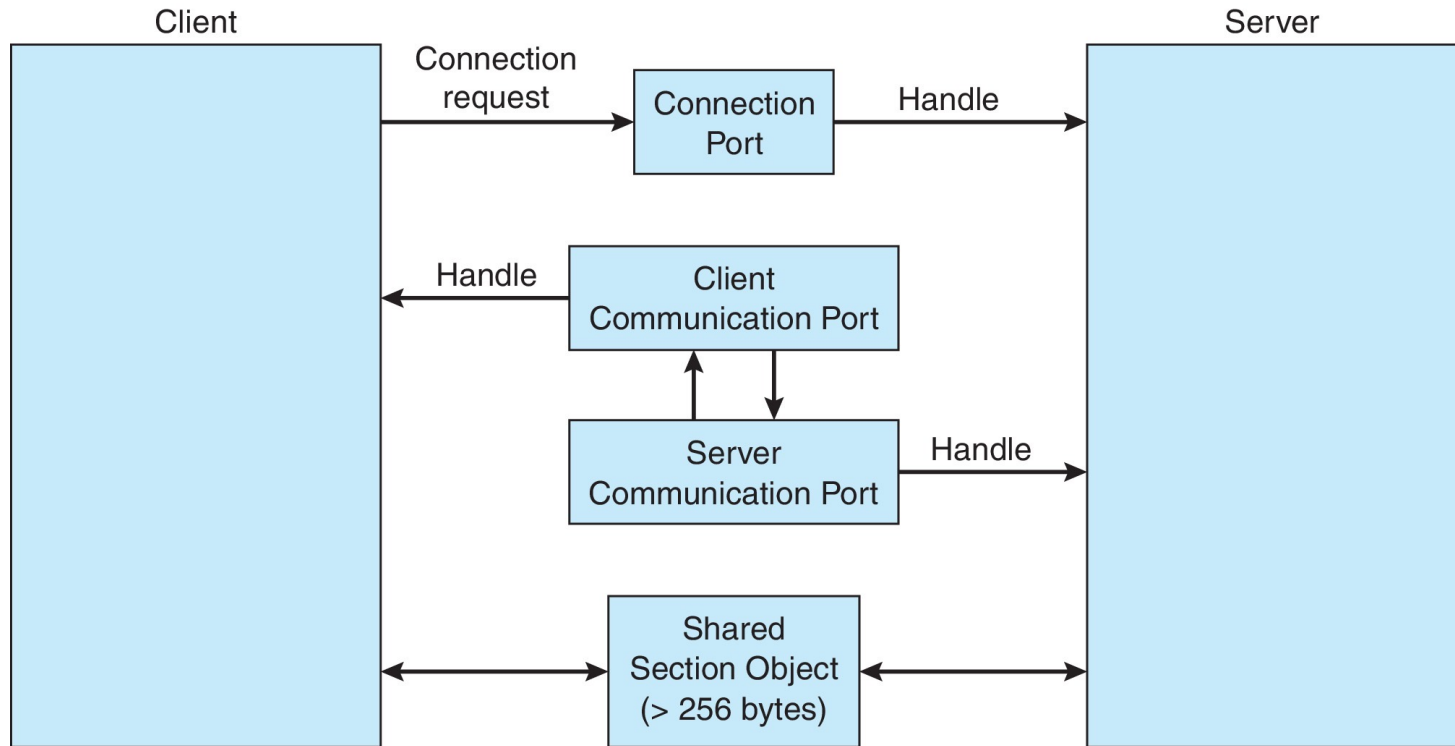 Client
Server
Connection
request
Connection
Port
Handle
Handle
Client
Communication Port
Server
Communication Port
Handle
Shared
Section Object
(> 256 bytes)